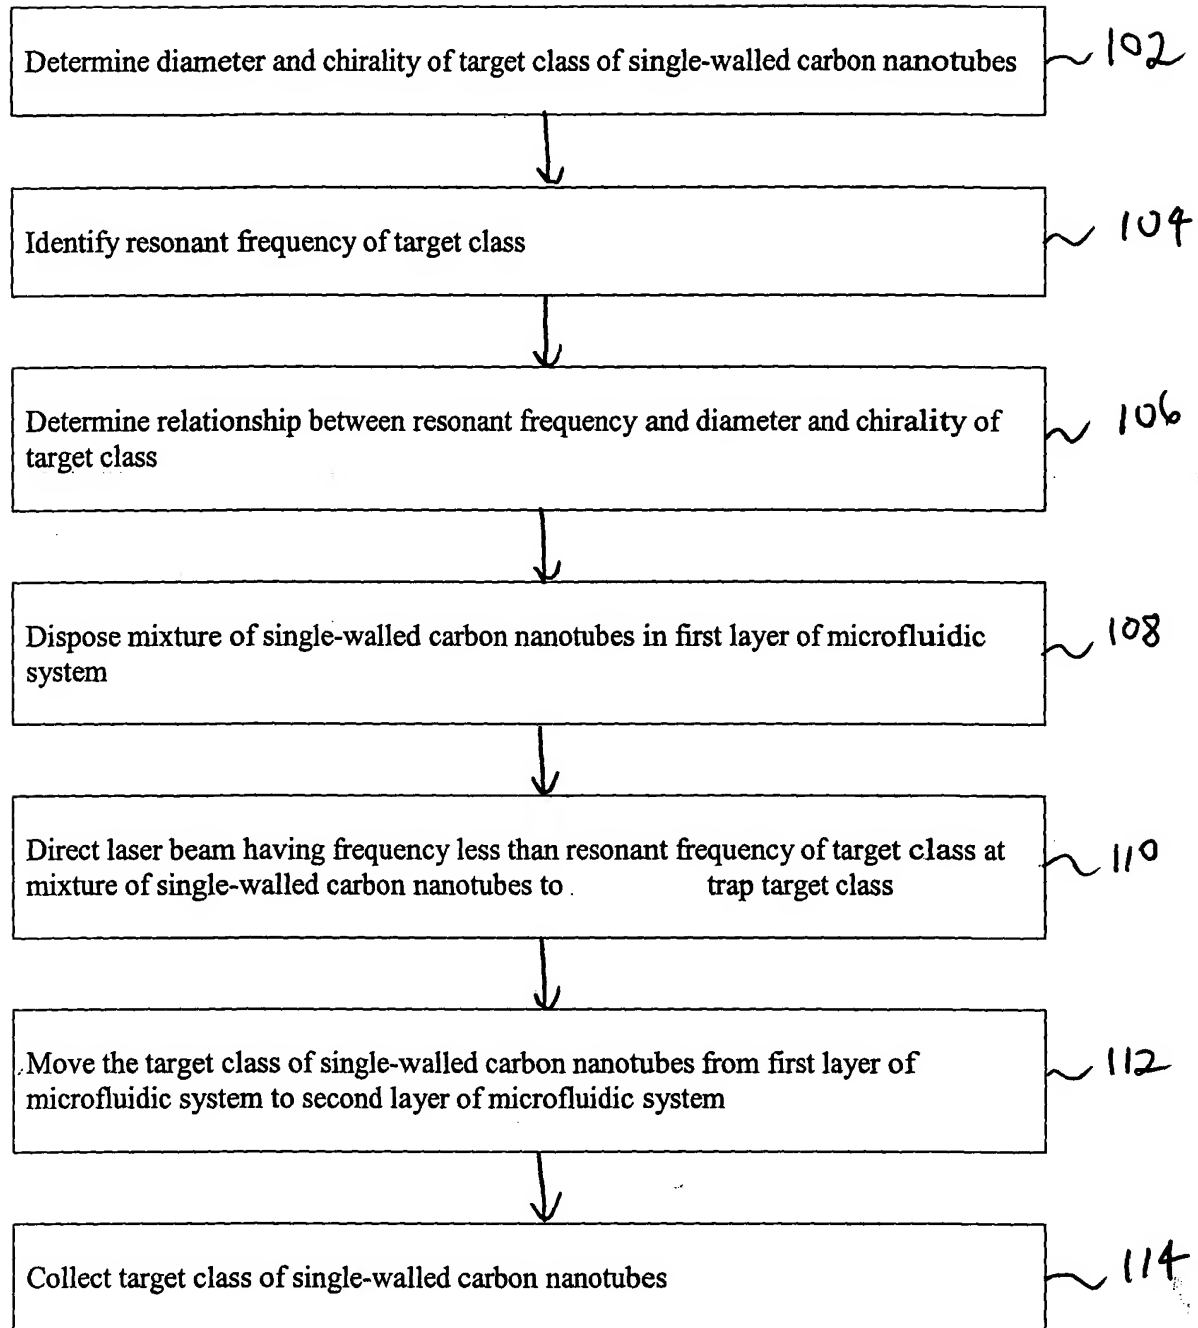 Determine diameter and chirality of target class of single-walled carbon nanotubes
102
Identify resonant frequency of target class
104
Determine relationship between resonant frequency and diameter and chirality of
target class
106
Dispose mixture of single-walled carbon nanotubes in first layer of microfluidic
system
108
Direct laser beam having frequency less than resonant frequency of target class at
mixture of single-walled carbon nanotubes to trap target class
110
Move the target class of single-walled carbon nanotubes from first layer of
microfluidic system to second layer of microfluidic system
112
Collect target class of single-walled carbon nanotubes
114